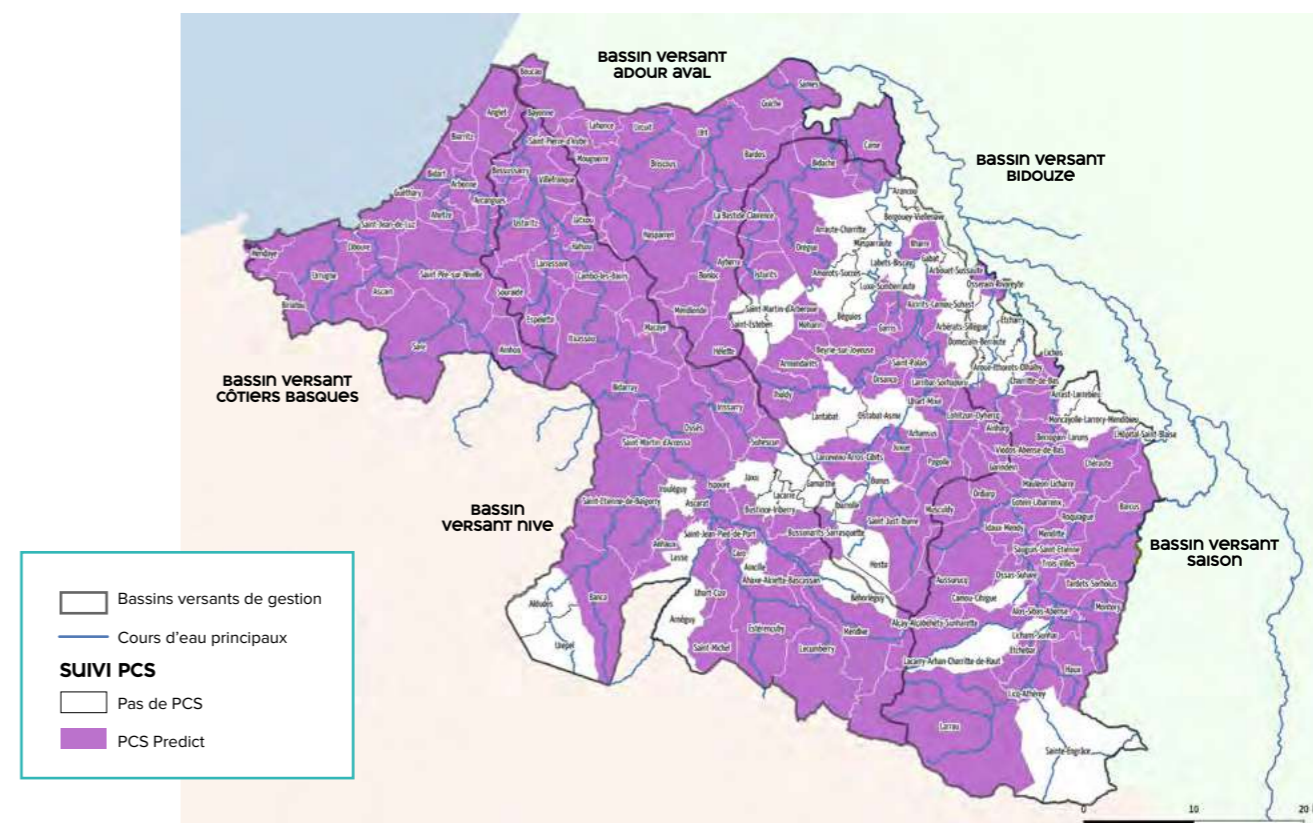 BASSIN VERSANT
ADOUR AVAL
BASSIN VERSANT
BIDOUZE
BASSIN VERSANT
CÔTIERS BASQUES
BASSIN
VERSANT NIVE
BASSIN VERSANT
SAISON
Boucau
Anglet
Bayonne
Biarritz
Lahonce
Urcuit
Urt
Guiche
Sames
Saint-Pierre-d'Irube
Mouguerre
Briscous
Bardos
Bidache
Came
Bidart
Arbonne
Bassussarry
Villefranque
Guéthary
Arcangues
Ahetze
Saint-Jean-de-Luz
Ustaritz
Jatxou
Hasparren
La Bastide Clairence
Arancou
Bergouey-Viellenave
Arraute-Charritte
Masparraute
Orègue
Hendaye
Ciboure
Urrugne
Biriatou
Ascain
Saint Pée-sur-Nivelle
Sare
Ainhoa
Souraïde
Espelette
Larressore
Halsou
Cambo-les-Bains
Itxassou
Macaye
Mendionde
Bonloc
Ayherre
Isturits
Hélette
Saint-Martin-d'Arberoue
Saint-Esteben
Méharin
Amorots-Succos
Béguios
Labets-Biscay
Luxe-Sumberraute
Ilharre
Gabat
Arbouet-Sussaute
Osserain-Rivareyte
Aïcirits-Camou-Suhast
Garris
Arbérats-Sillègue
Etcharry
Domezain-Berraute
Aroue-Ithorots-Olhaïby
Lichos
Charritte-de-Bas
Beyrie-sur-Joyeuse
Saint-Palais
Armendarits
Orsanco
Larribar-Sorhapuru
Iholdy
Lantabat
Ostabat-Asme
Uhart-Mixe
Lohitzun-Oyhercq
Arrast-Larrebieu
Moncayolle-Larrory-Mendibieu
L'Hôpital-Saint-Blaise
Berrogain-Laruns
Ainharp
Viodos-Abense-de-Bas
Arhansus
Juxue
Pagolle
Garindein
Chéraute
Mauléon-Licharre
Bidarray
Irissarry
Ossès
Suhescun
Saint-Martin-d'Arrossa
Larceveau-Arros-Cibits
Bunus
Ibarrolle
Gamarthe
Lacarre
Jaxu
Ispoure
Bustince-Iriberry
Saint-Etienne-de-Baïgorry
Irouléguy
Ascarat
Anhaux
Lasse
Saint-Jean-Pied-de-Port
Caro
Aincille
Bussunarits-Sarrasquette
Saint-Just-Ibarre
Hosta
Musculdy
Ordiarp
Gotein-Libarrenx
Roquiague
Barcus
Idaux-Mendy
Menditte
Sauguis-Saint-Etienne
Trois-Villes
Ossas-Suhare
Aussurucq
Camou-Cihigue
Tardets-Sorholus
Montory
Alos-Sibas-Abense
Alçay-Alçabéhéty-Sunharette
Lichans-Sunhar
Etchebar
Lacarry-Arhan-Charritte-de-Haut
Haux
Licq-Athérey
Larrau
Sainte-Engrâce
Aldudes
Urepel
Banca
Arnéguy
Uhart-Cize
Saint-Michel
Estérençuby
Ahaxe-Alciette-Bascassan
Lecumberry
Mendive
Béhorléguy
Bassins versants de gestion
Cours d'eau principaux
SUIVI PCS
Pas de PCS
PCS Predict
0 10 20